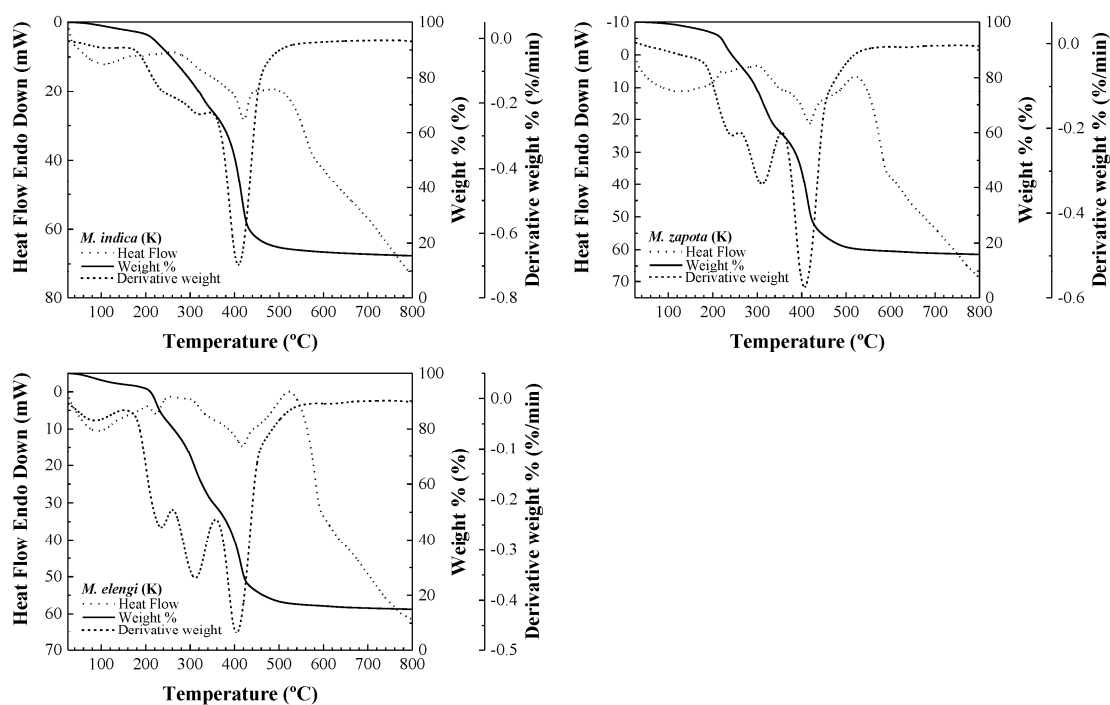 Heat Flow Endo Down (mW)
0
20
40
60
80
100 200 300 400 500 600 700 800
Temperature (ºC)
M. indica (K)
Heat Flow
Weight %
Derivative weight
100
80
60
40
20
0
Weight % (%)
0.0
-0.2
-0.4
-0.6
-0.8
Derivative weight % (%/min)
Heat Flow Endo Down (mW)
-10
0
10
20
30
40
50
60
70
100 200 300 400 500 600 700 800
Temperature (ºC)
M. zapota (K)
Heat Flow
Weight %
Derivative weight
100
80
60
40
20
0
Weight % (%)
0.0
-0.2
-0.4
-0.6
Derivative weight % (%/min)
Heat Flow Endo Down (mW)
0
10
20
30
40
50
60
70
100 200 300 400 500 600 700 800
Temperature (ºC)
M. elengi (K)
Heat Flow
Weight %
Derivative weight
100
80
60
40
20
0
Weight % (%)
0.0
-0.1
-0.2
-0.3
-0.4
-0.5
Derivative weight % (%/min)